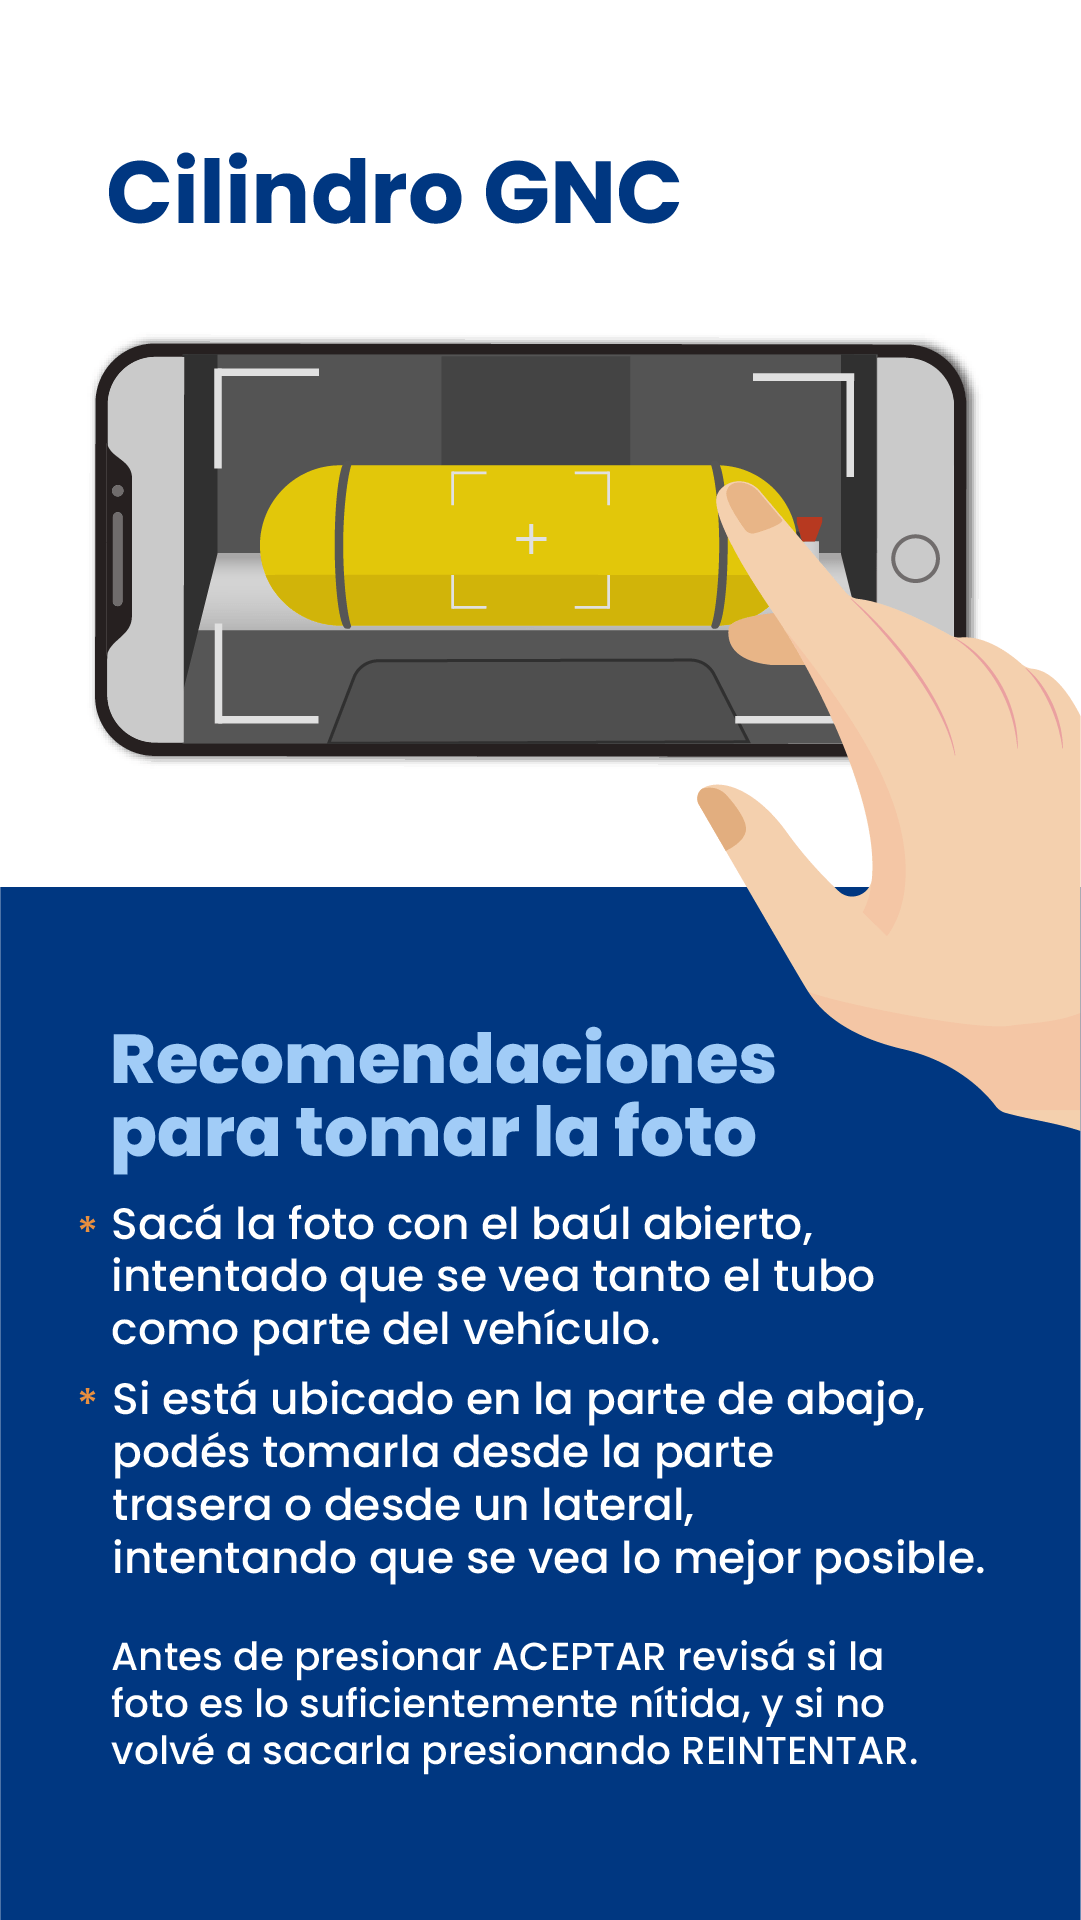 Cilindro GNC
Recomendaciones
para tomar la foto
* Sacá la foto con el baúl abierto,
intentado que se vea tanto el tubo
como parte del vehículo.
* Si está ubicado en la parte de abajo,
podés tomarla desde la parte
trasera o desde un lateral,
intentando que se vea lo mejor posible.
Antes de presionar ACEPTAR revisá si la
foto es lo suficientemente nítida, y si no
volvé a sacarla presionando REINTENTAR.